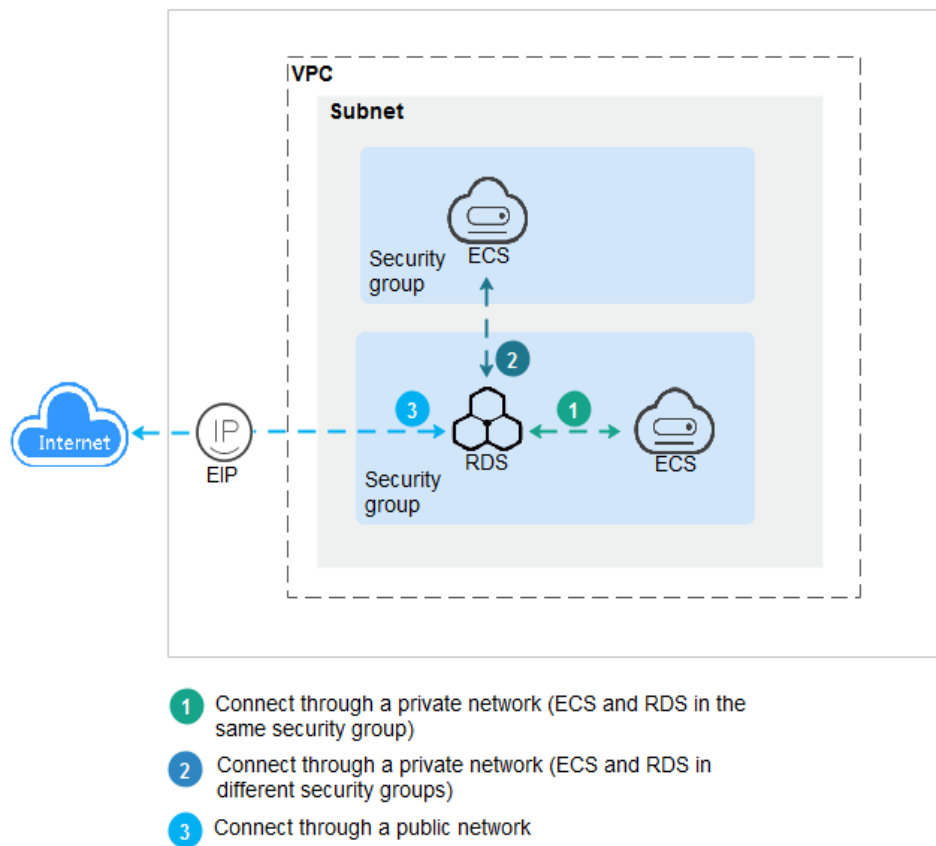 VPC
Subnet
ECS
Security
group
2
3
1
Internet
IP
EIP
RDS
ECS
Security
group
1 Connect through a private network (ECS and RDS in the
same security group)
2 Connect through a private network (ECS and RDS in
different security groups)
3 Connect through a public network